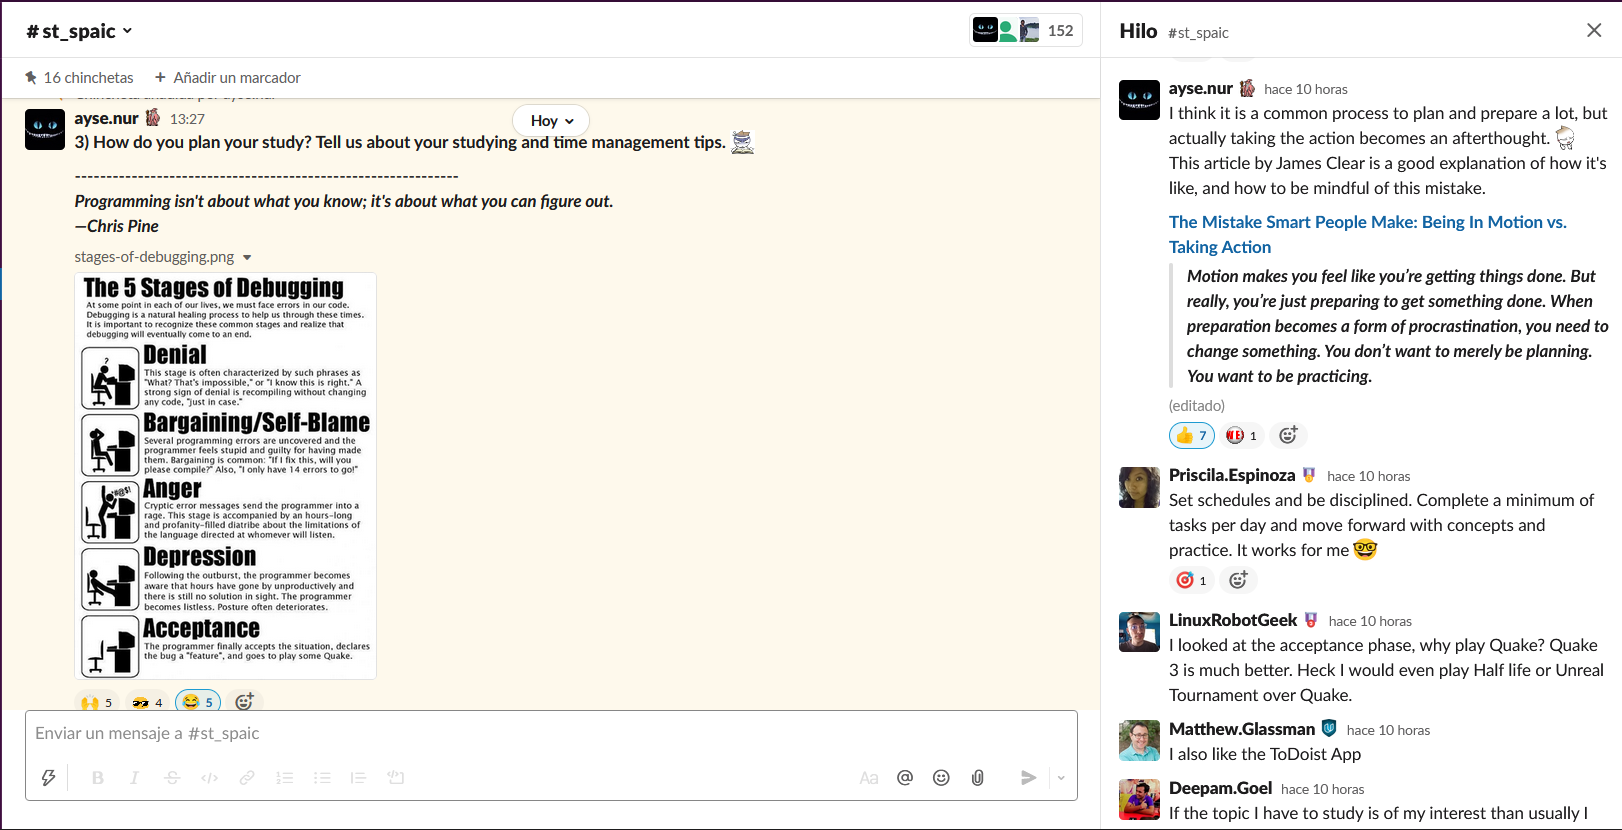 # st_spaic
152
16 chinchetas + Añadir un marcador
ayse.nur 13:27
Hoy
3) How do you plan your study? Tell us about your studying and time management tips.
-------------------------------------------------------------
Programming isn't about what you know; it's about what you can figure out.
—Chris Pine
stages-of-debugging.png
The 5 Stages of Debugging
At some point in each of our lives, we must face errors in our code.
Debugging is a natural healing process to help us through these times.
It is important to recognize these common stages and realize that
debugging will eventually come to an end.
Denial
?
This stage is often characterized by such phrases as
"What? That's impossible," or "I know this is right." A
strong sign of denial is recompiling without changing
any code, "just in case."
Bargaining/Self-Blame
Several programming errors are uncovered and the
programmer feels stupid and guilty for having made
them. Bargaining is common: "If I fix this, will you
please compile?" Also, "I only have 14 errors to go!"
Anger
Cryptic error messages send the programmer into a
rage. This stage is accompanied by an hours-long
and profanity-filled diatribe about the limitations of
the language directed at whomever will listen.
Depression
Following the outburst, the programmer becomes
aware that hours have gone by unproductively and
there is still no solution in sight. The programmer
becomes listless. Posture often deteriorates.
Acceptance
The programmer finally accepts the situation, declares
the bug a "feature", and goes to play some Quake.
5 4 5
Enviar un mensaje a #st_spaic
B I S </> Aa @
Hilo #st_spaic
ayse.nur hace 10 horas
I think it is a common process to plan and prepare a lot, but
actually taking the action becomes an afterthought.
This article by James Clear is a good explanation of how it's
like, and how to be mindful of this mistake.
The Mistake Smart People Make: Being In Motion vs.
Taking Action
Motion makes you feel like you're getting things done. But
really, you're just preparing to get something done. When
preparation becomes a form of procrastination, you need to
change something. You don't want to merely be planning.
You want to be practicing.
(editado)
7 1
Priscila.Espinoza hace 10 horas
Set schedules and be disciplined. Complete a minimum of
tasks per day and move forward with concepts and
practice. It works for me
1
LinuxRobotGeek hace 10 horas
I looked at the acceptance phase, why play Quake? Quake
3 is much better. Heck I would even play Half life or Unreal
Tournament over Quake.
Matthew.Glassman hace 10 horas
I also like the ToDoist App
Deepam.Goel hace 10 horas
If the topic I have to study is of my interest than usually I